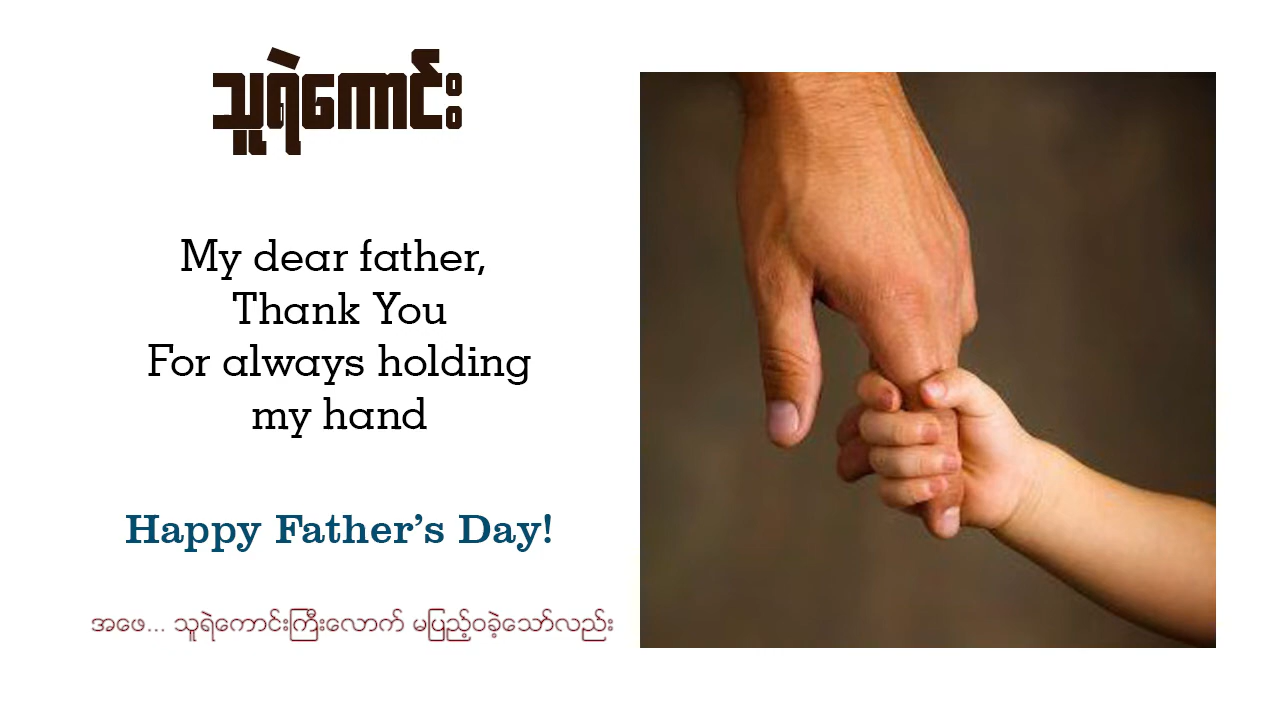 သူရဲကောင်း
My dear father,
Thank You
For always holding
my hand
Happy Father’s Day!
အဖေ... သူရဲကောင်းကြီးလောက် မပြည့်ဝခဲ့သော်လည်း